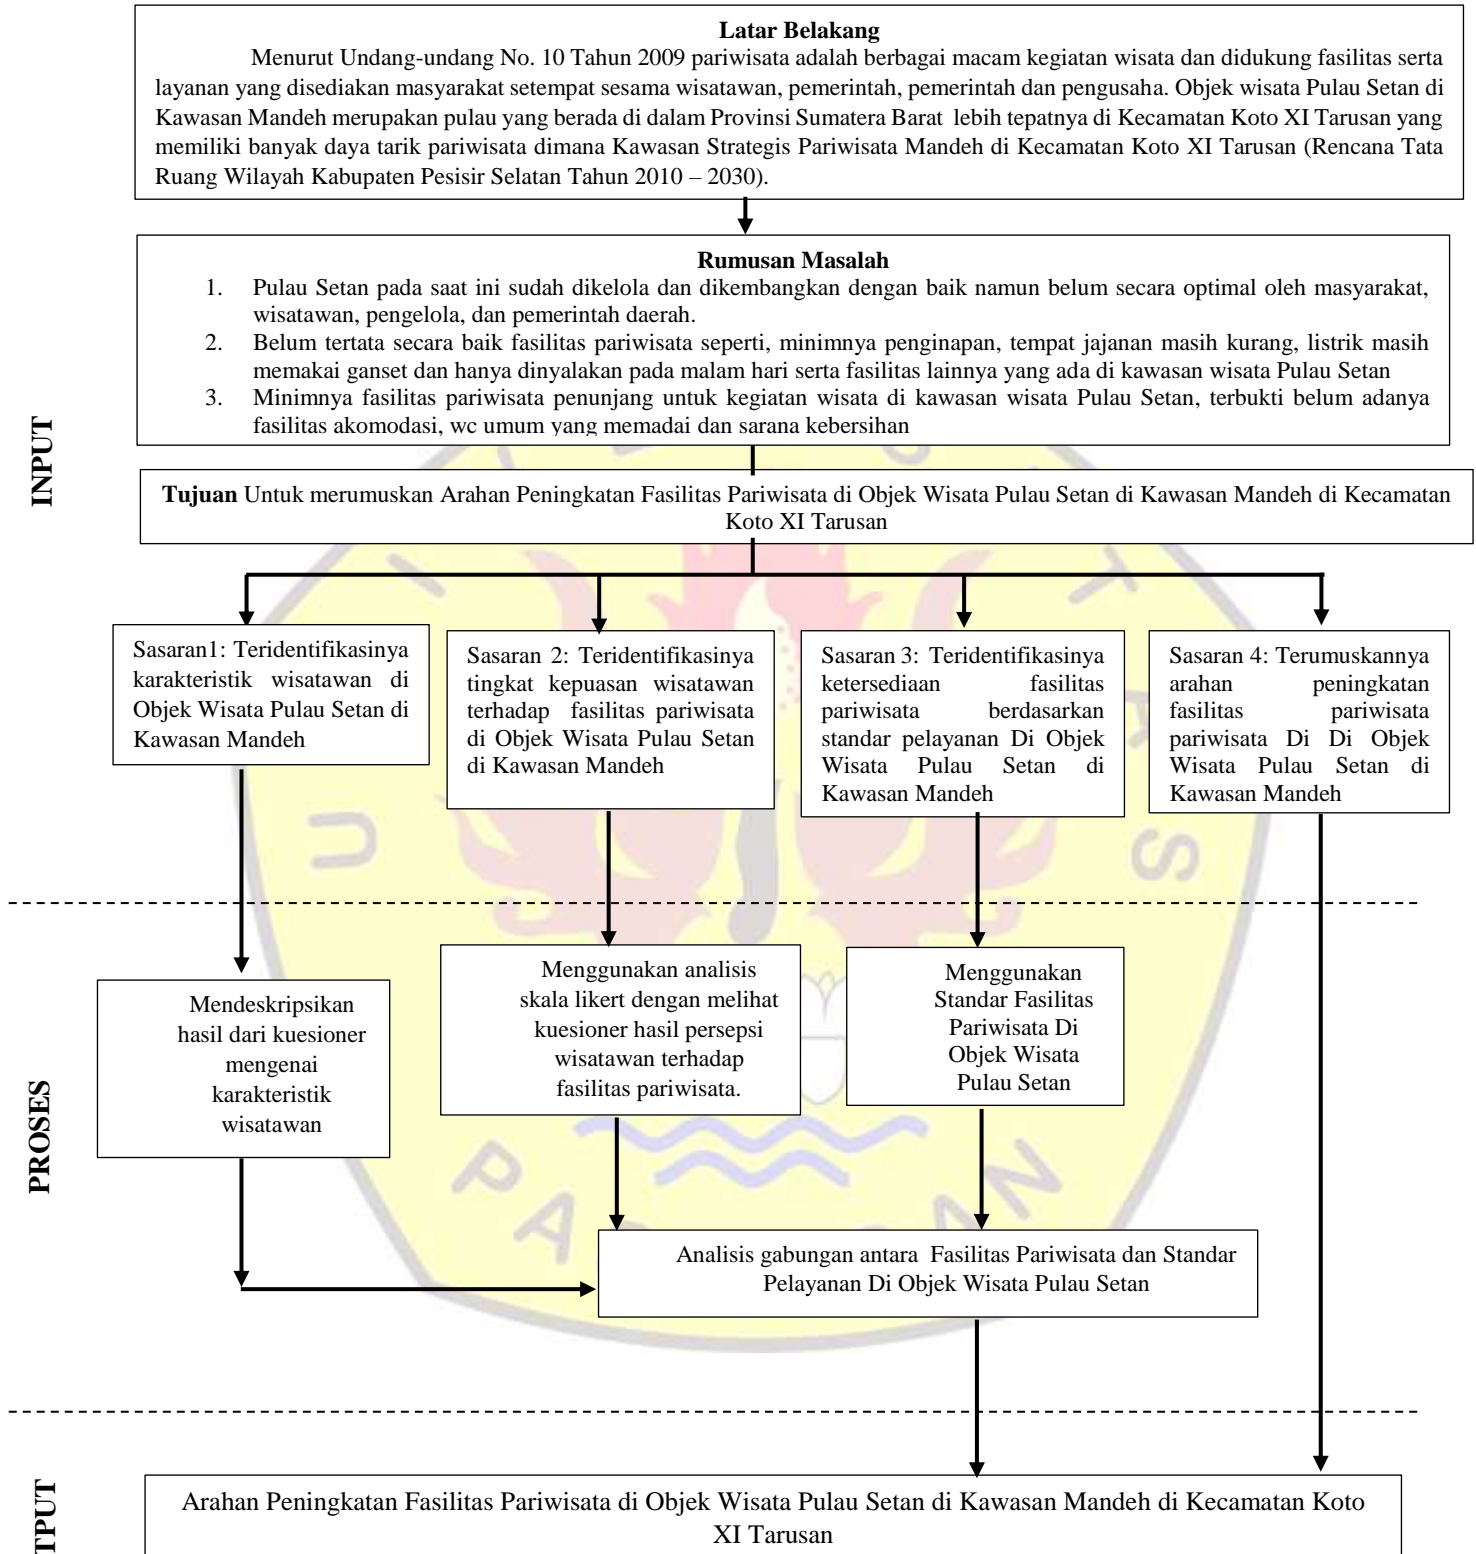 Latar Belakang
Menurut Undang-undang No. 10 Tahun 2009 pariwisata adalah berbagai macam kegiatan wisata dan didukung fasilitas serta
layanan yang disediakan masyarakat setempat sesama wisatawan, pemerintah, pemerintah dan pengusaha. Objek wisata Pulau Setan di
Kawasan Mandeh merupakan pulau yang berada di dalam Provinsi Sumatera Barat lebih tepatnya di Kecamatan Koto XI Tarusan yang
memiliki banyak daya tarik pariwisata dimana Kawasan Strategis Pariwisata Mandeh di Kecamatan Koto XI Tarusan (Rencana Tata
Ruang Wilayah Kabupaten Pesisir Selatan Tahun 2010 – 2030).
Rumusan Masalah
1. Pulau Setan pada saat ini sudah dikelola dan dikembangkan dengan baik namun belum secara optimal oleh masyarakat,
wisatawan, pengelola, dan pemerintah daerah.
2. Belum tertata secara baik fasilitas pariwisata seperti, minimnya penginapan, tempat jajanan masih kurang, listrik masih
memakai ganset dan hanya dinyalakan pada malam hari serta fasilitas lainnya yang ada di kawasan wisata Pulau Setan
3. Minimnya fasilitas pariwisata penunjang untuk kegiatan wisata di kawasan wisata Pulau Setan, terbukti belum adanya
fasilitas akomodasi, wc umum yang memadai dan sarana kebersihan
INPUT
Tujuan Untuk merumuskan Arahan Peningkatan Fasilitas Pariwisata di Objek Wisata Pulau Setan di Kawasan Mandeh di Kecamatan
Koto XI Tarusan
Sasaran1: Teridentifikasinya
karakteristik wisatawan di
Objek Wisata Pulau Setan di
Kawasan Mandeh
Sasaran 2: Teridentifikasinya
tingkat kepuasan wisatawan
terhadap fasilitas pariwisata
di Objek Wisata Pulau Setan
di Kawasan Mandeh
Sasaran 3: Teridentifikasinya
ketersediaan fasilitas
pariwisata berdasarkan
standar pelayanan Di Objek
Wisata Pulau Setan di
Kawasan Mandeh
Sasaran 4: Terumuskannya
arahan peningkatan
fasilitas pariwisata
pariwisata Di Di Objek
Wisata Pulau Setan di
Kawasan Mandeh
PROSES
Mendeskripsikan
hasil dari kuesioner
mengenai
karakteristik
wisatawan
Menggunakan analisis
skala likert dengan melihat
kuesioner hasil persepsi
wisatawan terhadap
fasilitas pariwisata.
Menggunakan
Standar Fasilitas
Pariwisata Di
Objek Wisata
Pulau Setan
Analisis gabungan antara Fasilitas Pariwisata dan Standar
Pelayanan Di Objek Wisata Pulau Setan
TPUT
Arahan Peningkatan Fasilitas Pariwisata di Objek Wisata Pulau Setan di Kawasan Mandeh di Kecamatan Koto
XI Tarusan